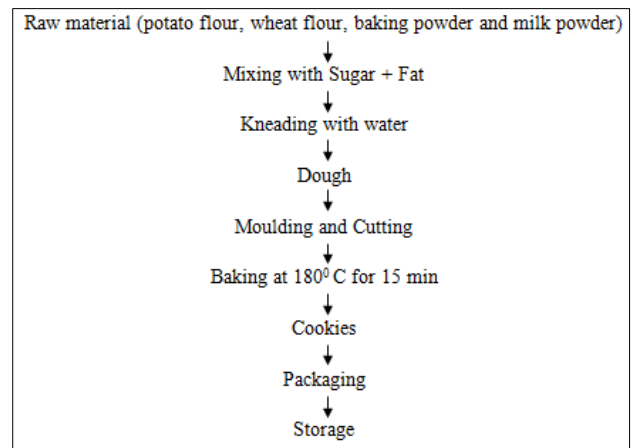 Raw material (potato flour, wheat flour, baking powder and milk powder)
Mixing with Sugar + Fat
Kneading with water
Dough
Moulding and Cutting
Baking at 180⁰ C for 15 min
Cookies
Packaging
Storage